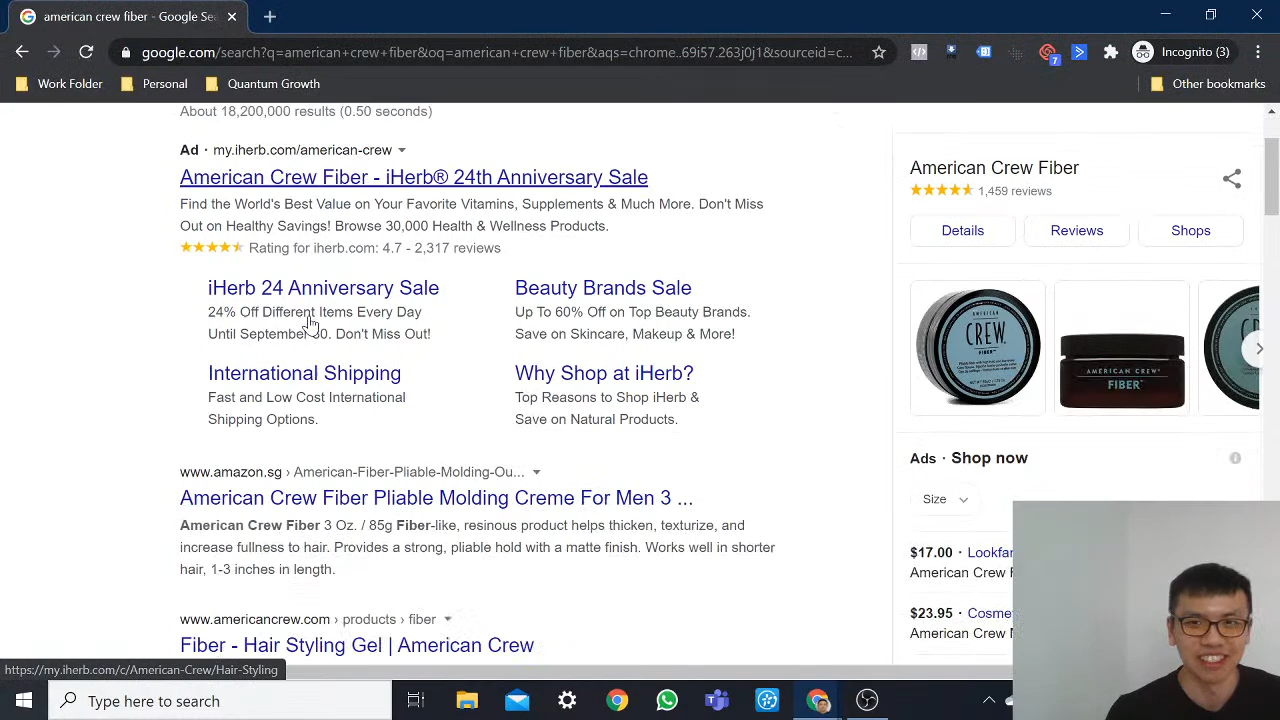 american crew fiber - Google Se
google.com/search?q=american+crew+fiber&oq=american+crew+fiber&aqs=chrome..69i57.263j0j1&sourceid=c...
7
Incognito (3)
Work Folder
Personal
Quantum Growth
Other bookmarks
About 18,200,000 results (0.50 seconds)
Ad · my.iherb.com/american-crew
American Crew Fiber - iHerb® 24th Anniversary Sale
Find the World's Best Value on Your Favorite Vitamins, Supplements & Much More. Don't Miss
Out on Healthy Savings! Browse 30,000 Health & Wellness Products.
Rating for iherb.com: 4.7 - 2,317 reviews
iHerb 24 Anniversary Sale
24% Off Different Items Every Day
Until September 30. Don't Miss Out!
Beauty Brands Sale
Up To 60% Off on Top Beauty Brands.
Save on Skincare, Makeup & More!
International Shipping
Fast and Low Cost International
Shipping Options.
Why Shop at iHerb?
Top Reasons to Shop iHerb &
Save on Natural Products.
www.amazon.sg › American-Fiber-Pliable-Molding-Ou...
American Crew Fiber Pliable Molding Creme For Men 3 ...
American Crew Fiber 3 Oz. / 85g Fiber-like, resinous product helps thicken, texturize, and
increase fullness to hair. Provides a strong, pliable hold with a matte finish. Works well in shorter
hair, 1-3 inches in length.
www.americancrew.com › products › fiber
Fiber - Hair Styling Gel | American Crew
American Crew Fiber
1,459 reviews
Details
Reviews
Shops
AMERICAN
CREW
FIBER
AMERICAN CREW
FIBER
Ads · Shop now
Size
$17.00 · Lookfan
American Crew F
$23.95 · Cosme
American Crew M
https://my.iherb.com/c/American-Crew/Hair-Styling
Type here to search